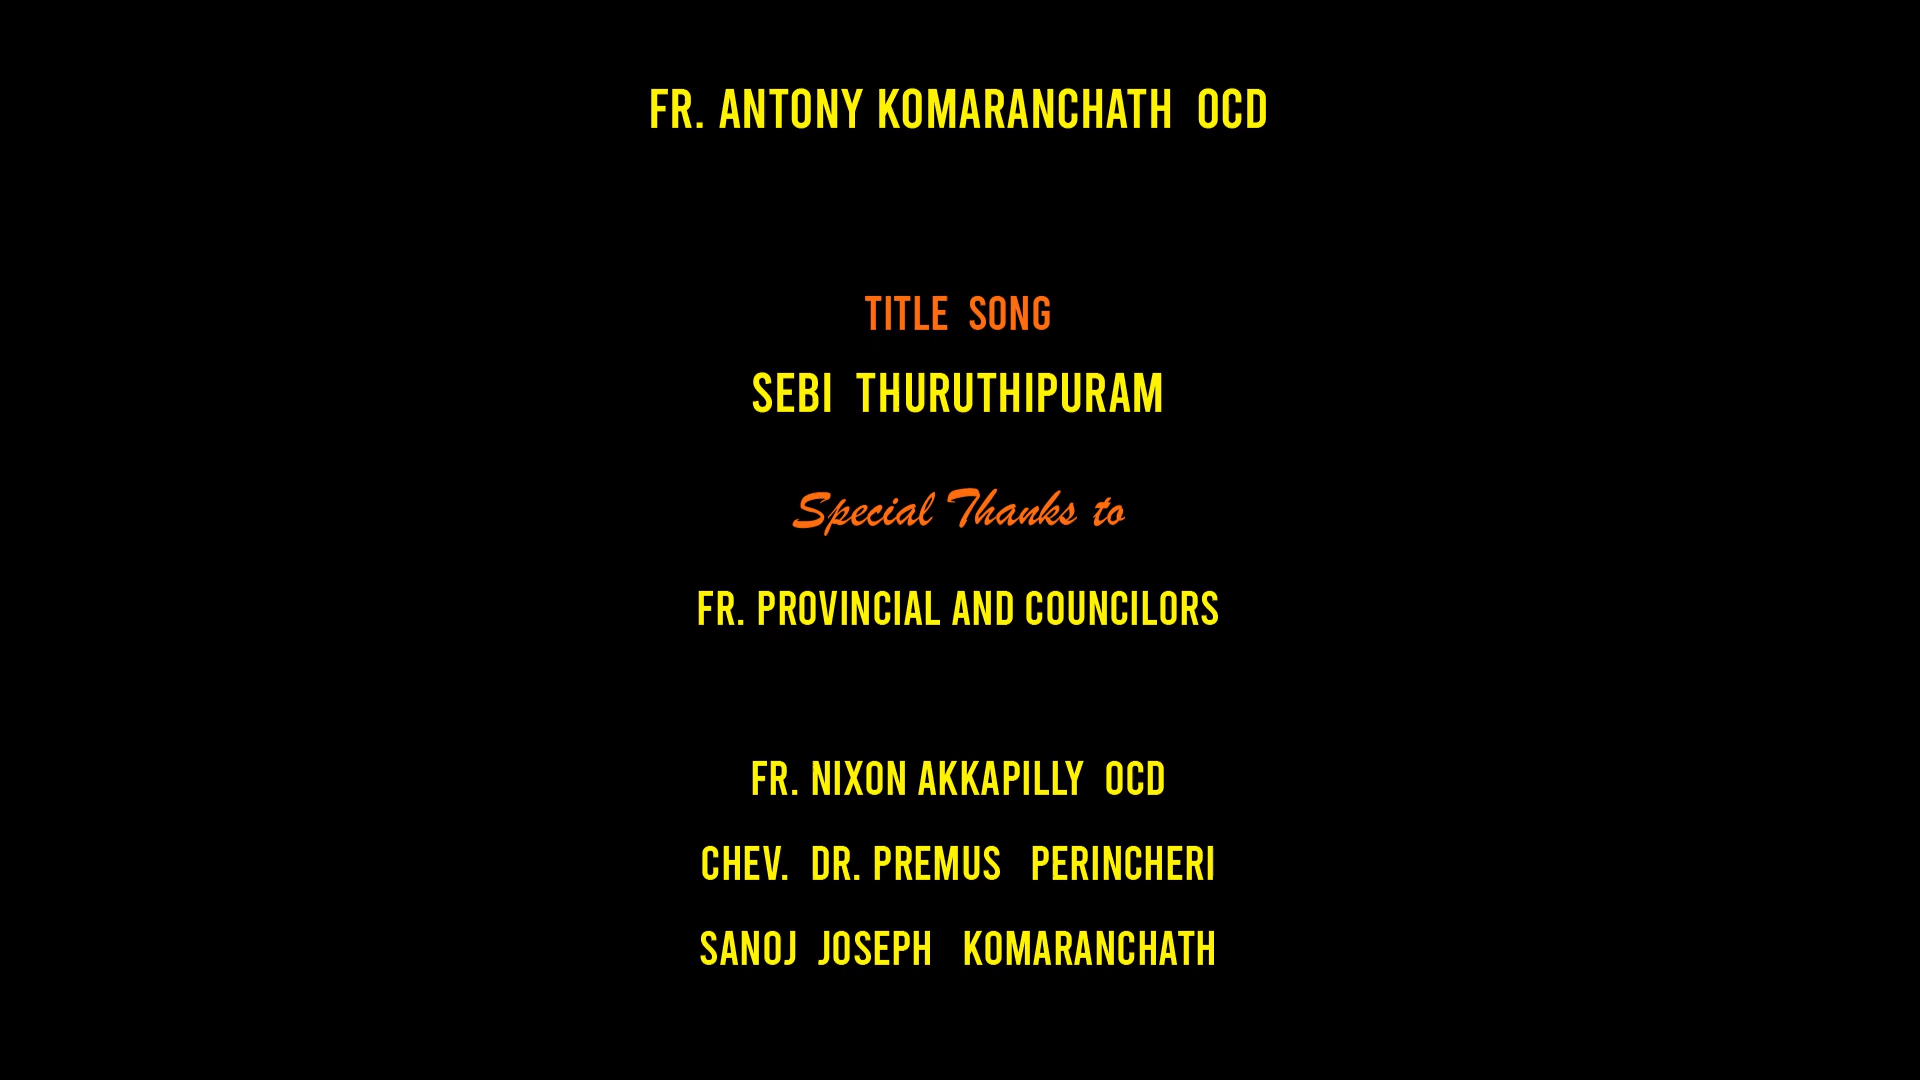 FR. ANTONY KOMARANCHATH OCD
TITLE SONG
SEBI THURUTHIPURAM
Special Thanks to
FR. PROVINCIAL AND COUNCILORS
FR. NIXON AKKAPILLY OCD
CHEV. DR. PREMUS PERINCHERI
SANOJ JOSEPH KOMARANCHATH